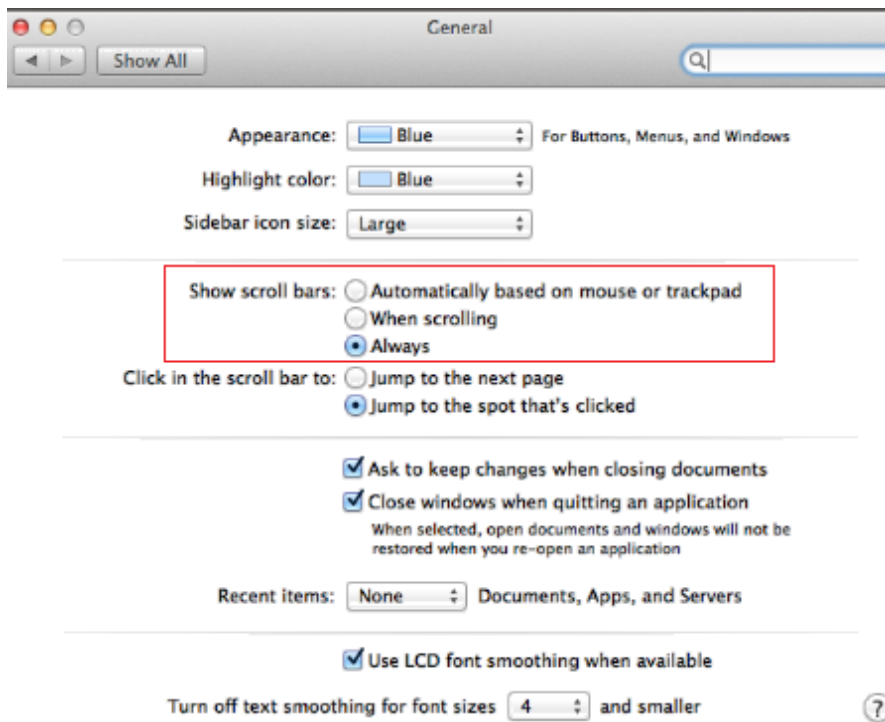 General
Show All
Appearance: Blue For Buttons, Menus, and Windows
Highlight color: Blue
Sidebar icon size: Large
Show scroll bars: Automatically based on mouse or trackpad
When scrolling
Always
Click in the scroll bar to: Jump to the next page
Jump to the spot that's clicked
Ask to keep changes when closing documents
Close windows when quitting an application
When selected, open documents and windows will not be
restored when you re-open an application
Recent items: None Documents, Apps, and Servers
Use LCD font smoothing when available
Turn off text smoothing for font sizes 4 and smaller ?